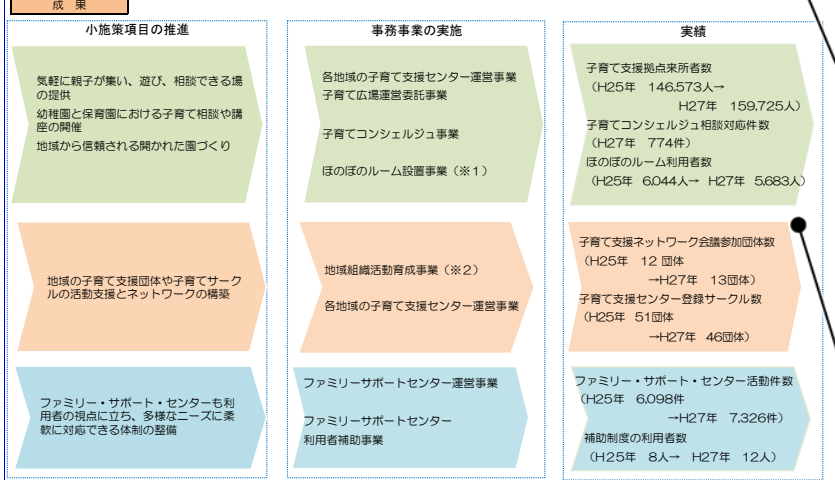 成 果
小施策項目の推進
気軽に親子が集い、遊び、相談できる場
の提供
幼稚園と保育園における子育て相談や講
座の開催
地域から信頼される開かれた園づくり
地域の子育て支援団体や子育てサーク
ルの活動支援とネットワークの構築
ファミリー・サポート・センターも利
用者の視点に立ち、多様なニーズに柔
軟に対応できる体制の整備
事務事業の実施
各地域の子育て支援センター運営事業
子育て広場運営委託事業
子育てコンシェルジュ事業
ほのぼのルーム設置事業（※1）
地域組織活動育成事業（※2）
各地域の子育て支援センター運営事業
ファミリーサポートセンター運営事業
ファミリーサポートセンター
利用者補助事業
実績
子育て支援拠点来所者数
（H25年 146,573人→
H27年 159,725人）
子育てコンシェルジュ相談対応件数
（H27年 774件）
ほのぼのルーム利用者数
（H25年 6,044人→ H27年 5,683人）
子育て支援ネットワーク会議参加団体数
（H25年 12 団体
→H27年 13団体）
子育て支援センター登録サークル数
（H25年 51団体
→H27年 46団体）
ファミリー・サポート・センター活動件数
（H25年 6,098件
→H27年 7,326件）
補助制度の利用者数
（H25年 8人→ H27年 12人）